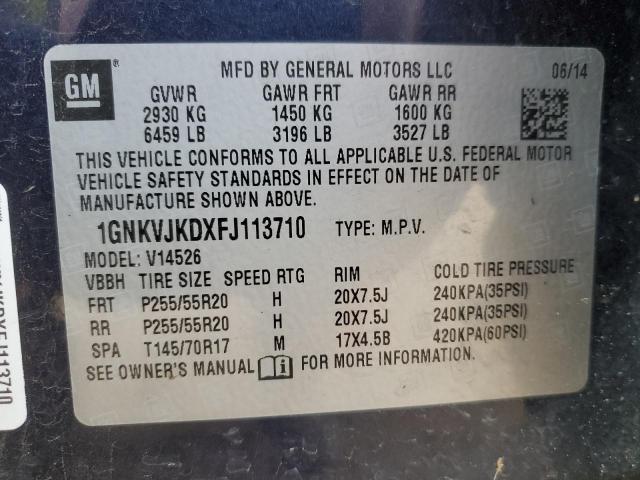 GM ® MFD BY GENERAL MOTORS LLC 06/14
GVWR GAWR FRT GAWR RR
2930 KG 1450 KG 1600 KG
6459 LB 3196 LB 3527 LB
THIS VEHICLE CONFORMS TO ALL APPLICABLE U.S. FEDERAL MOTOR
VEHICLE SAFETY STANDARDS IN EFFECT ON THE DATE OF
MANUFACTURE SHOWN ABOVE.
1GNKVJKDXFJ113710 TYPE: M.P.V.
MODEL: V14526
VBBH TIRE SIZE SPEED RTG RIM COLD TIRE PRESSURE
FRT P255/55R20 H 20X7.5J 240KPA(35PSI)
RR P255/55R20 H 20X7.5J 240KPA(35PSI)
SPA T145/70R17 M 17X4.5B 420KPA(60PSI)
SEE OWNER'S MANUAL i FOR MORE INFORMATION.